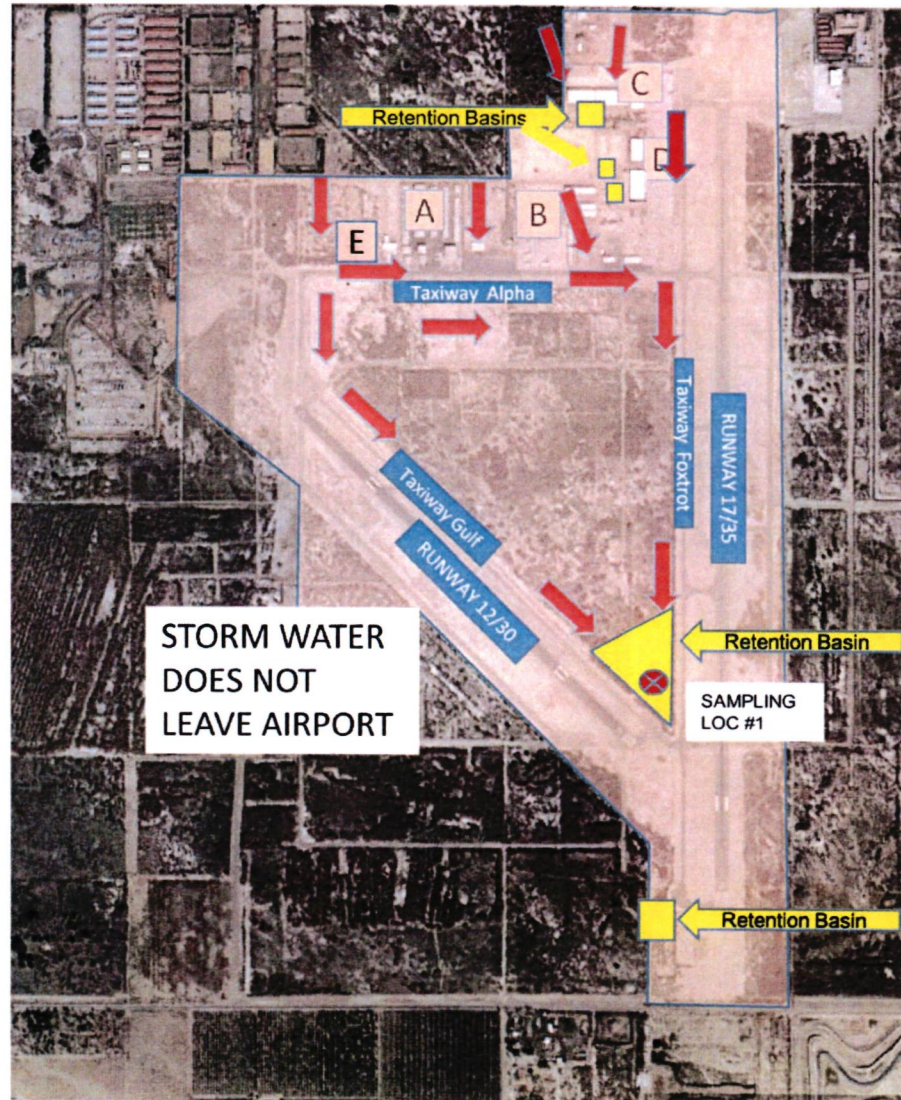 C
Retention Basins
D
A
B
E
Taxiway Alpha
Taxiway Foxtrot
RUNWAY 17/35
Taxiway Gulf
RUNWAY 12/30
STORM WATER
DOES NOT
LEAVE AIRPORT
Retention Basin
SAMPLING
LOC #1
Retention Basin